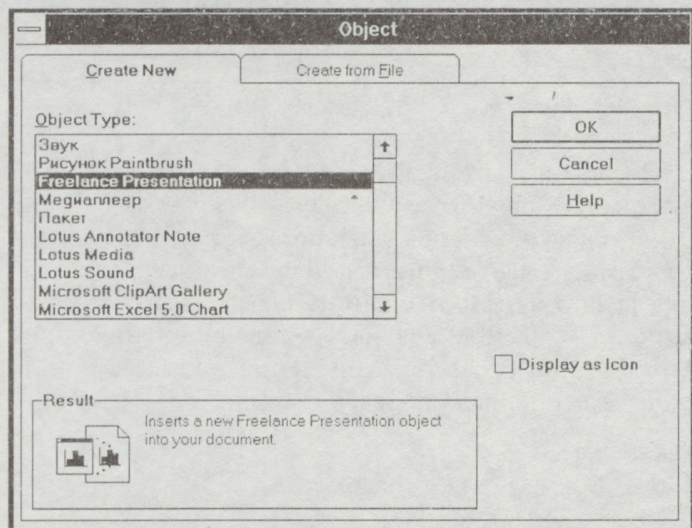 Object
Create New
Create from File
Object Type:
Звук
Рисунок Paintbrush
Freelance Presentation
Медиаплеер
Пакет
Lotus Annotator Note
Lotus Media
Lotus Sound
Microsoft ClipArt Gallery
Microsoft Excel 5.0 Chart
OK
Cancel
Help
Display as Icon
Result
Inserts a new Freelance Presentation object
into your document.